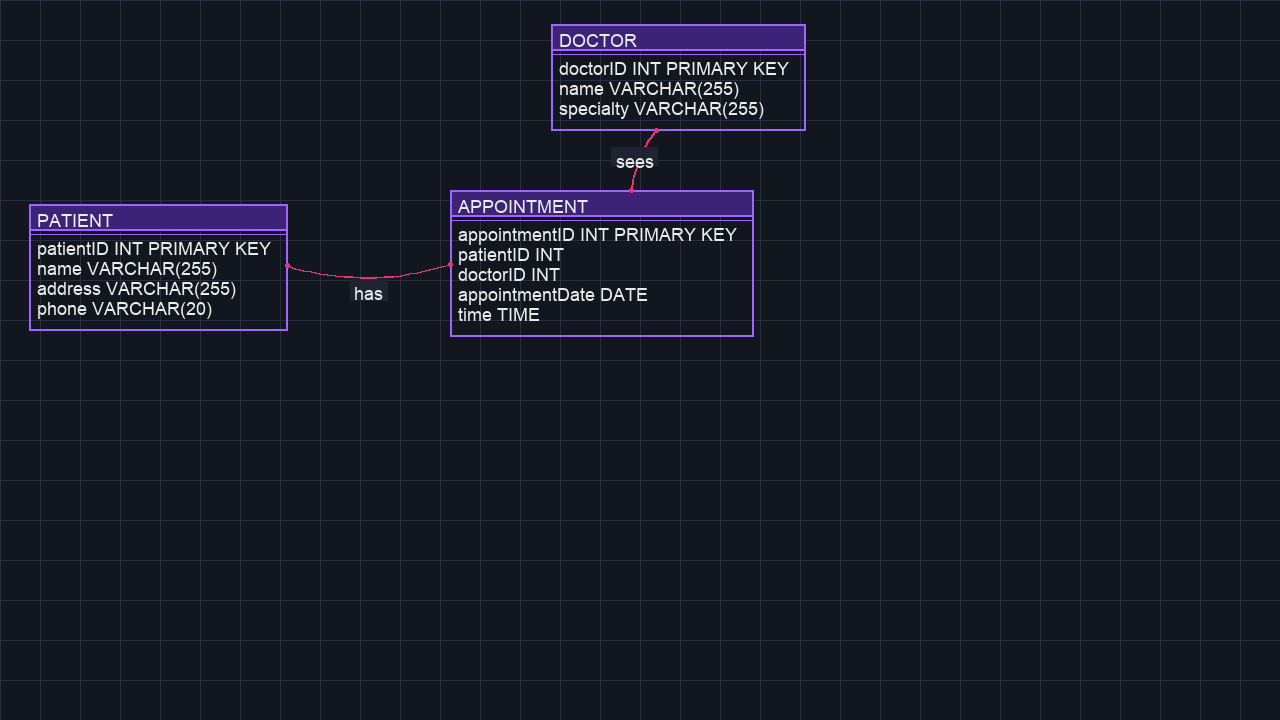 DOCTOR
doctorID INT PRIMARY KEY
name VARCHAR(255)
specialty VARCHAR(255)
sees
PATIENT
patientID INT PRIMARY KEY
name VARCHAR(255)
address VARCHAR(255)
phone VARCHAR(20)
has
APPOINTMENT
appointmentID INT PRIMARY KEY
patientID INT
doctorID INT
appointmentDate DATE
time TIME